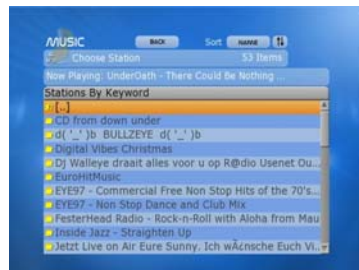 MUSIC BACK Sort NAME
Choose Station 53 Items
Now Playing: UnderOath - There Could Be Nothing ...
Stations By Keyword
[..]
CD from down under
d( '_' )b BULLZEYE d( '_' )b
Digital Vibes Christmas
Dj Walleye draait alles voor u op R@dio Usenet Ou...
EuroHitMusic
EYE97 - Commercial Free Non Stop Hits of the 70's...
EYE97 - Non Stop Dance and Club Mix
FesterHead Radio - Rock-n-Roll with Aloha from Mau
Inside Jazz - Straighten Up
Jetzt Live on Air Eure Sunny. Ich wÃ¿nsche Euch Vi...